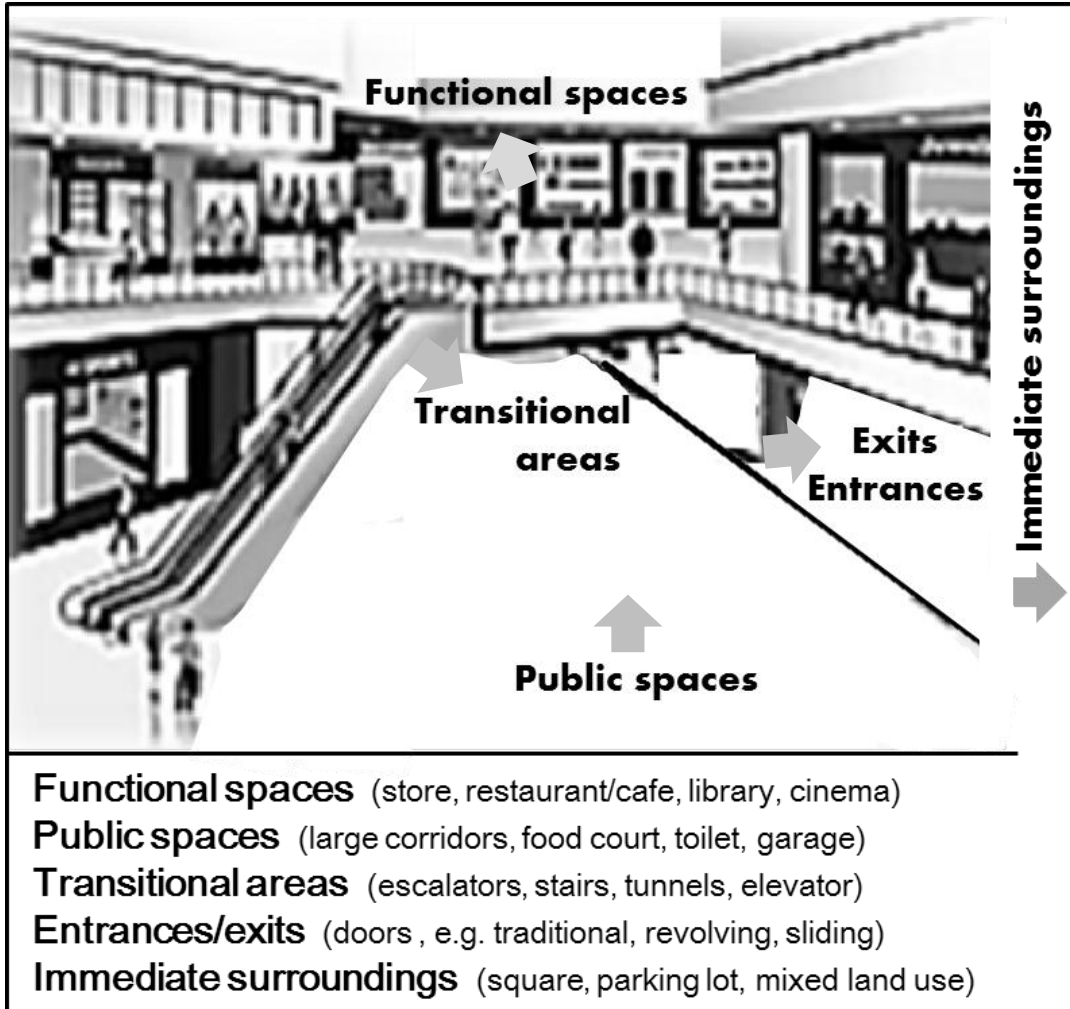 Functional spaces
Transitional
areas
Exits
Entrances
Public spaces
Immediate surroundings
Functional spaces (store, restaurant/cafe, library, cinema)
Public spaces (large corridors, food court, toilet, garage)
Transitional areas (escalators, stairs, tunnels, elevator)
Entrances/exits (doors , e.g. traditional, revolving, sliding)
Immediate surroundings (square, parking lot, mixed land use)